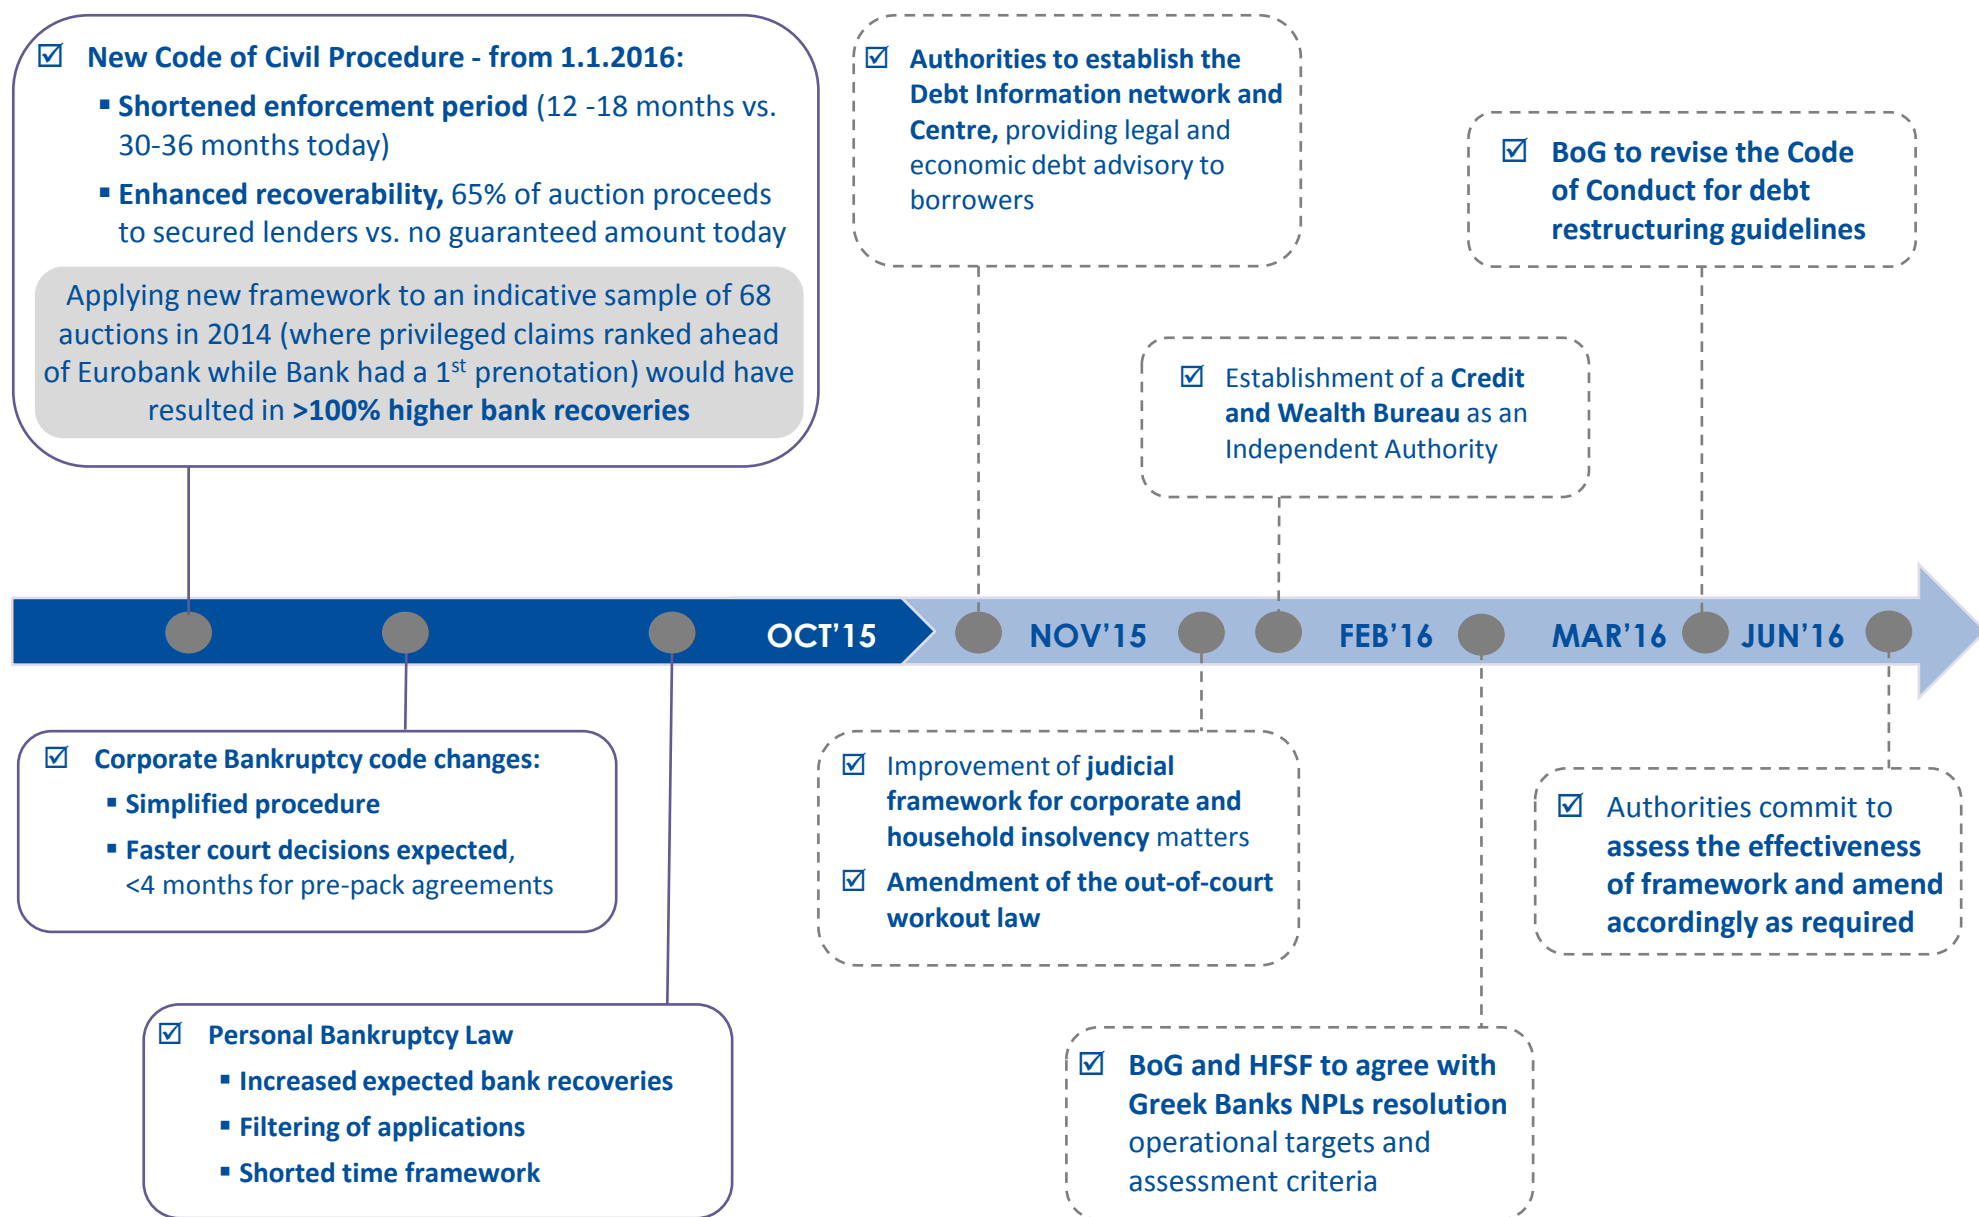 ☑ New Code of Civil Procedure - from 1.1.2016:
▪ Shortened enforcement period (12 -18 months vs.
30-36 months today)
▪ Enhanced recoverability, 65% of auction proceeds
to secured lenders vs. no guaranteed amount today
Applying new framework to an indicative sample of 68
auctions in 2014 (where privileged claims ranked ahead
of Eurobank while Bank had a 1st prenotation) would have
resulted in >100% higher bank recoveries
☑ Authorities to establish the
Debt Information network and
Centre, providing legal and
economic debt advisory to
borrowers
☑ BoG to revise the Code
of Conduct for debt
restructuring guidelines
☑ Establishment of a Credit
and Wealth Bureau as an
Independent Authority
OCT’15 NOV’15 FEB’16 MAR’16 JUN’16
☑ Corporate Bankruptcy code changes:
▪ Simplified procedure
▪ Faster court decisions expected,
<4 months for pre-pack agreements
☑ Improvement of judicial
framework for corporate and
household insolvency matters
☑ Amendment of the out-of-court
workout law
☑ Authorities commit to
assess the effectiveness
of framework and amend
accordingly as required
☑ Personal Bankruptcy Law
▪ Increased expected bank recoveries
▪ Filtering of applications
▪ Shorted time framework
☑ BoG and HFSF to agree with
Greek Banks NPLs resolution
operational targets and
assessment criteria